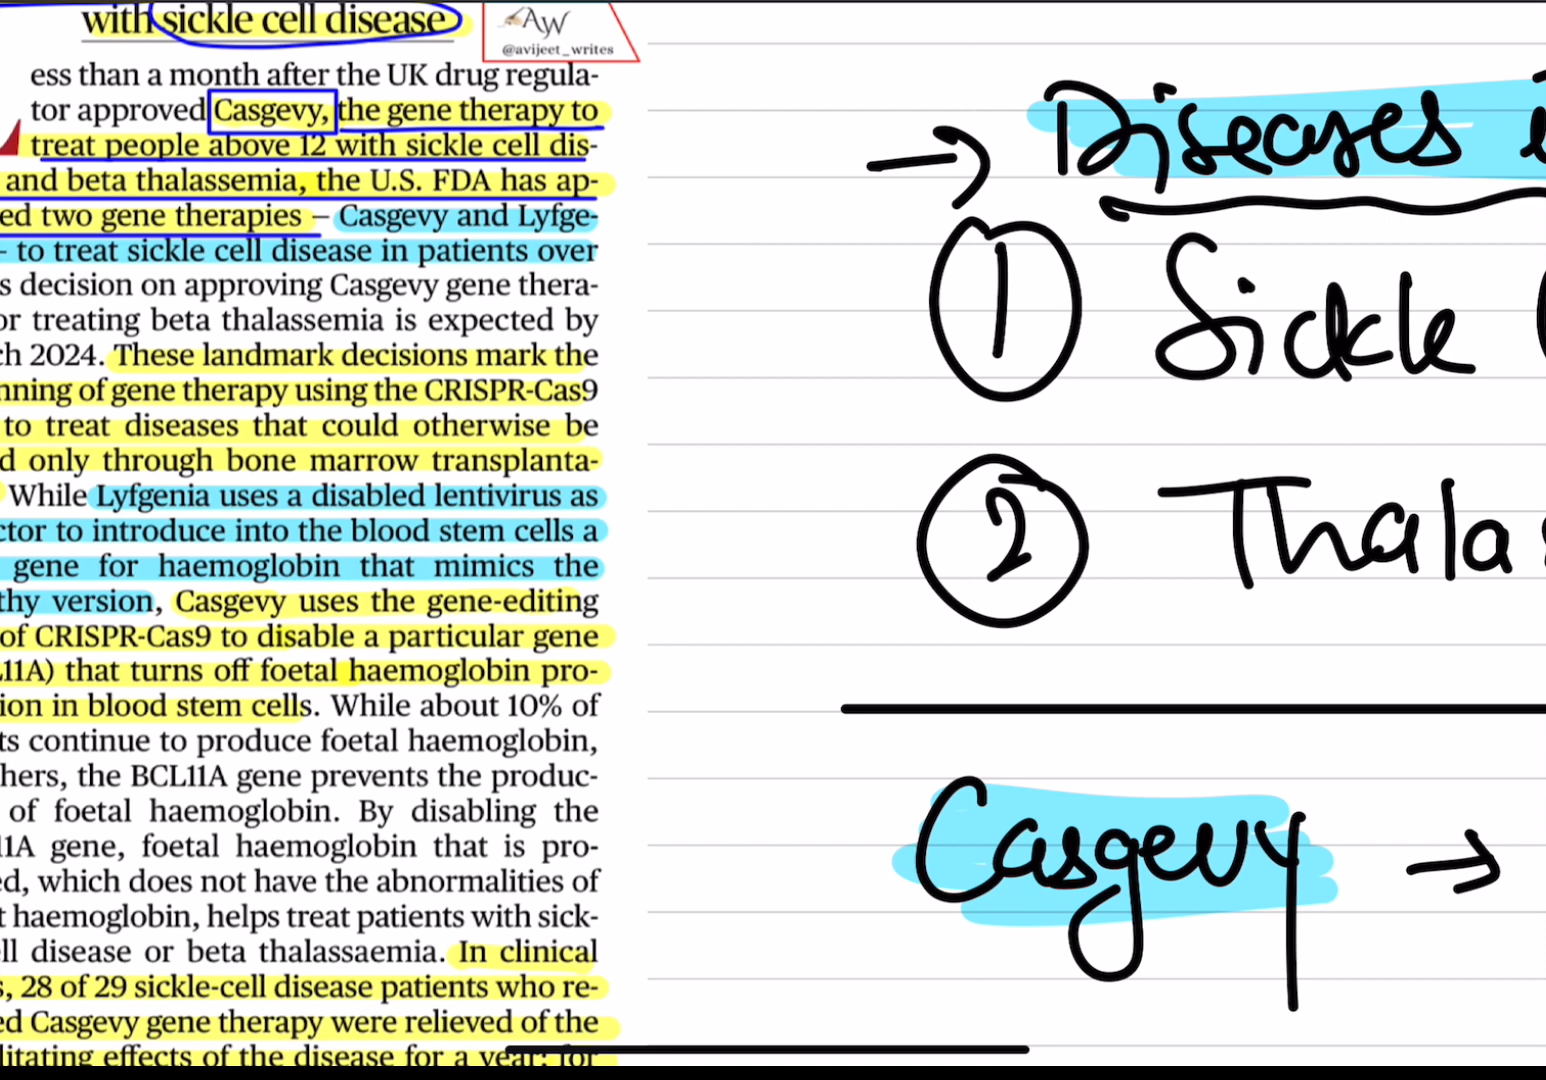 with sickle cell disease
AW
@avijeet_writes
ess than a month after the UK drug regula-
tor approved Casgevy, the gene therapy to
treat people above 12 with sickle cell dis-
and beta thalassemia, the U.S. FDA has ap-
ed two gene therapies – Casgevy and Lyfge-
- to treat sickle cell disease in patients over
s decision on approving Casgevy gene thera-
or treating beta thalassemia is expected by
ch 2024. These landmark decisions mark the
nning of gene therapy using the CRISPR-Cas9
to treat diseases that could otherwise be
d only through bone marrow transplanta-
While Lyfgenia uses a disabled lentivirus as
ctor to introduce into the blood stem cells a
gene for haemoglobin that mimics the
thy version, Casgevy uses the gene-editing
of CRISPR-Cas9 to disable a particular gene
L11A) that turns off foetal haemoglobin pro-
ion in blood stem cells. While about 10% of
ts continue to produce foetal haemoglobin,
hers, the BCL11A gene prevents the produc-
of foetal haemoglobin. By disabling the
11A gene, foetal haemoglobin that is pro-
ed, which does not have the abnormalities of
t haemoglobin, helps treat patients with sick-
ll disease or beta thalassaemia. In clinical
s, 28 of 29 sickle-cell disease patients who re-
ed Casgevy gene therapy were relieved of the
litating effects of the disease for a year; for
→ Diseases
1 Sickle
2 Thalas
Casgevy →